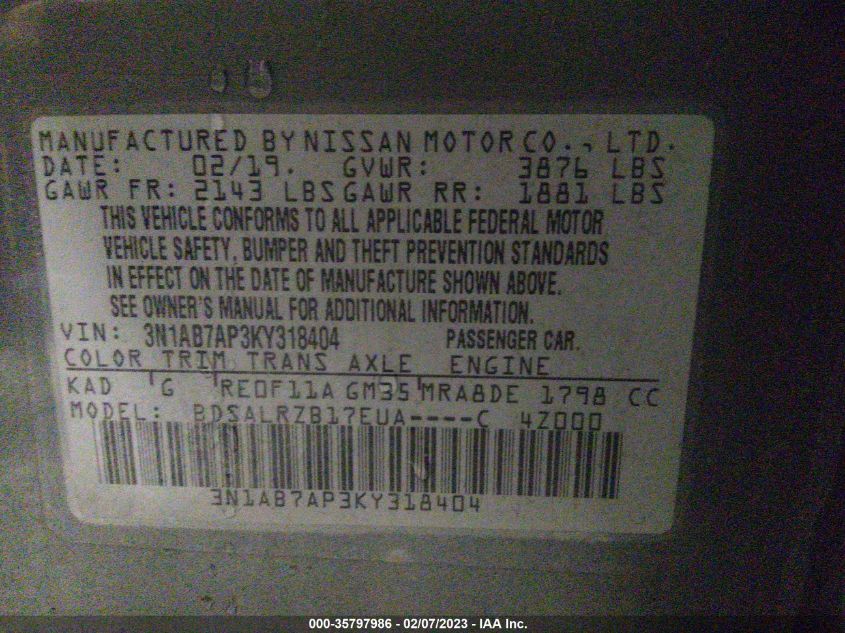 MANUFACTURED BY NISSAN MOTOR CO., LTD.
DATE: 02/19. GVWR: 3876 LBS
GAWR FR: 2143 LBS GAWR RR: 1881 LBS
THIS VEHICLE CONFORMS TO ALL APPLICABLE FEDERAL MOTOR
VEHICLE SAFETY, BUMPER AND THEFT PREVENTION STANDARDS
IN EFFECT ON THE DATE OF MANUFACTURE SHOWN ABOVE.
SEE OWNER'S MANUAL FOR ADDITIONAL INFORMATION.
VIN: 3N1AB7AP3KY318404 PASSENGER CAR.
COLOR TRIM TRANS AXLE ENGINE
KAD G RE0F11A GM35 MRA8DE 1798 CC
MODEL: BDSALRZB17EUA----C 4Z000
3N1AB7AP3KY318404
000-35797986 - 02/07/2023 - IAA Inc.